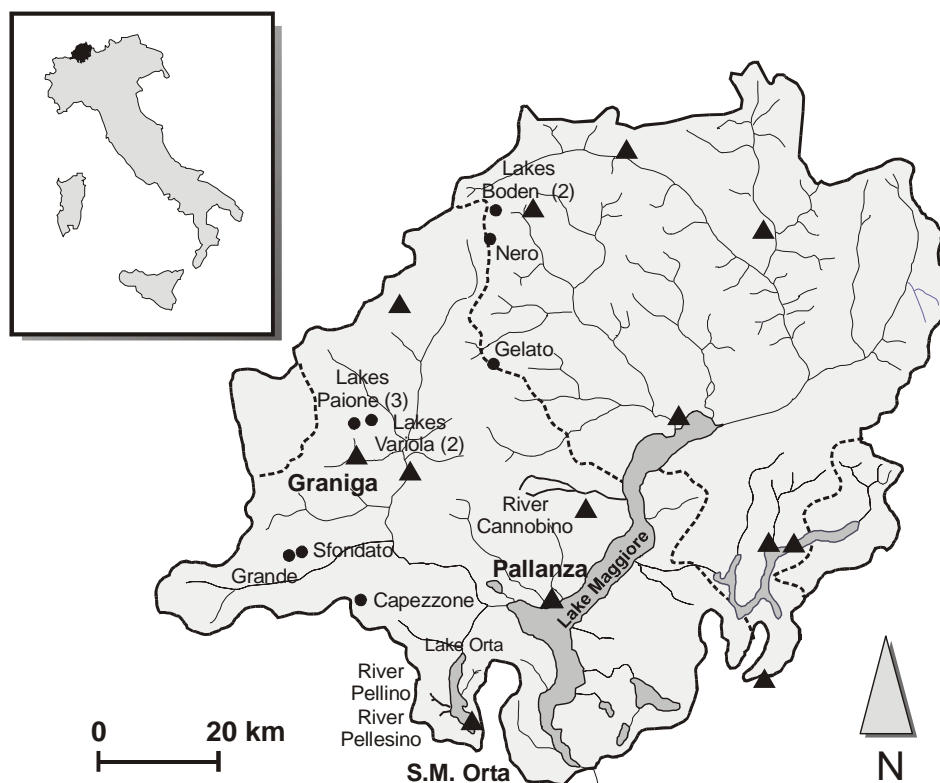 Lakes
Boden (2)
Nero
Gelato
Lakes
Paione (3)
Lakes
Variola (2)
Graniga
River
Cannobino
Sfondato
Grande
Pallanza
Lake Maggiore
Capezzone
Lake Orta
River
Pellino
River
Pellesino
S.M. Orta
0 20 km
N